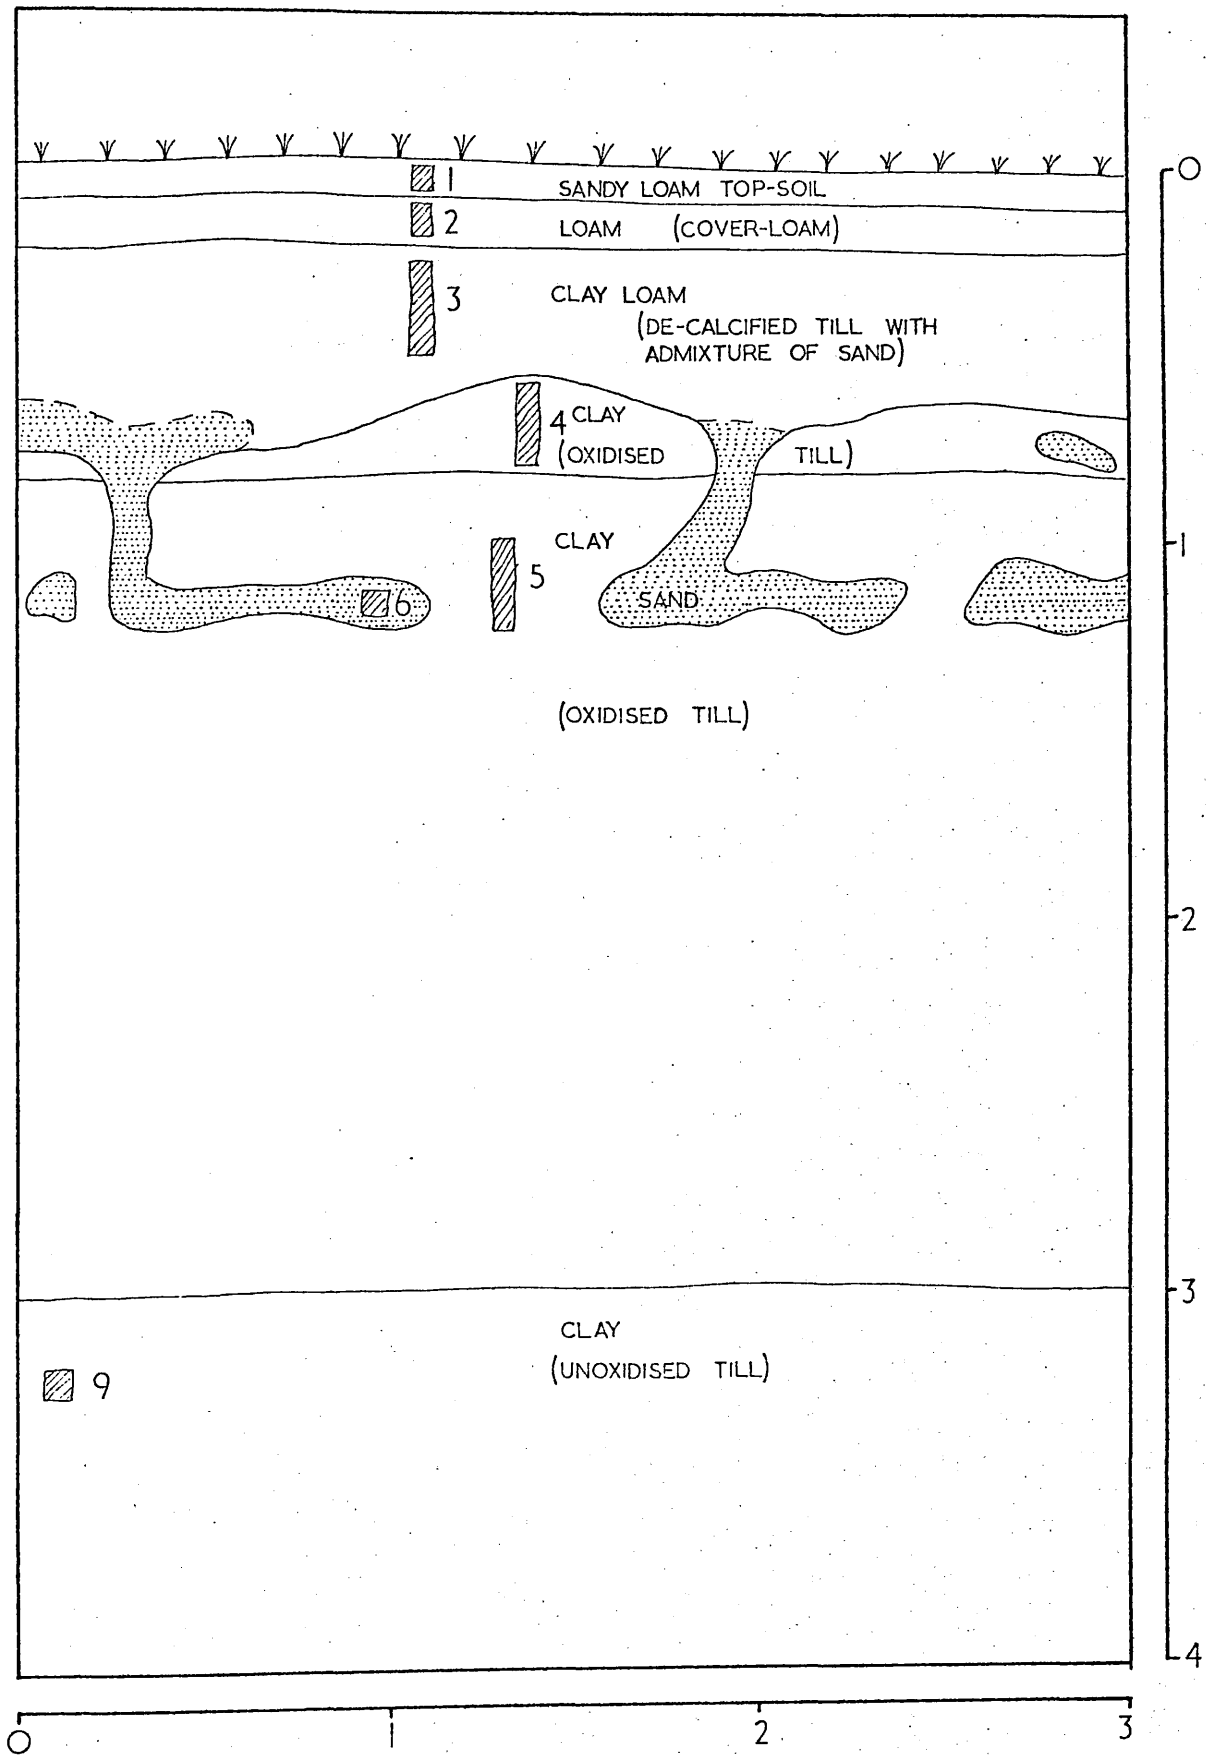 0
1
SANDY LOAM TOP-SOIL
2
LOAM (COVER-LOAM)
3
CLAY LOAM
(DE-CALCIFIED TILL WITH
ADMIXTURE OF SAND)
4 CLAY
(OXIDISED TILL)
1
CLAY
5
6
SAND
(OXIDISED TILL)
2
3
CLAY
(UNOXIDISED TILL)
9
4
0 1 2 3